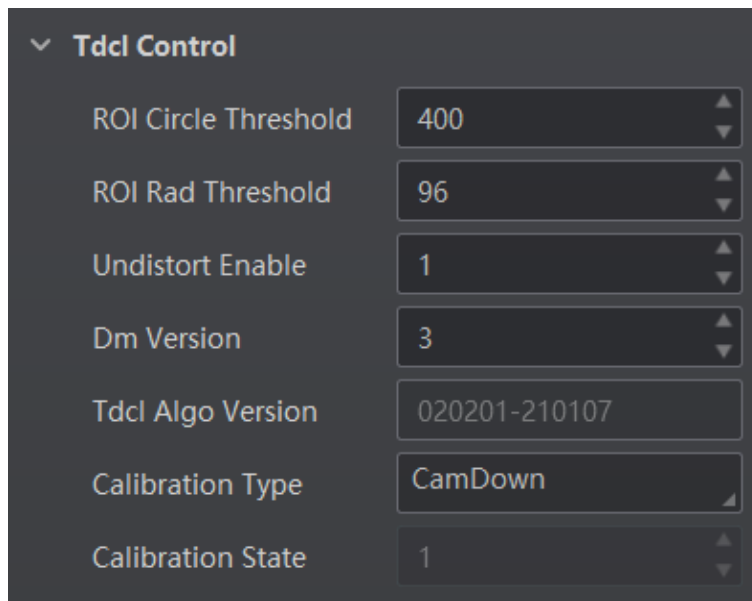 Tdcl Control
ROI Circle Threshold 400
ROI Rad Threshold 96
Undistort Enable 1
Dm Version 3
Tdcl Algo Version 020201-210107
Calibration Type CamDown
Calibration State 1